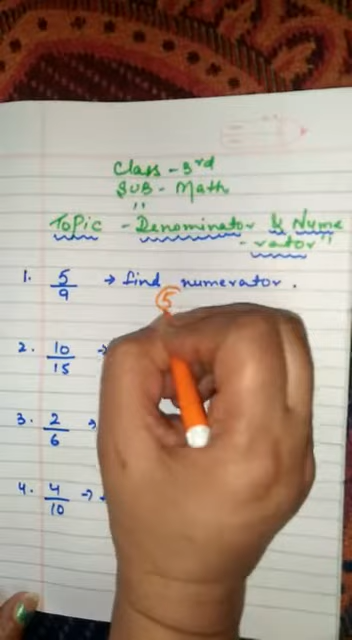 Class - 3rd
SUB - Math
"
Topic - Denominator & Nume
- rator"
1. 5/9 → find numerator.
5
2. 10/15 →
3. 2/6 →
4. 4/10 →